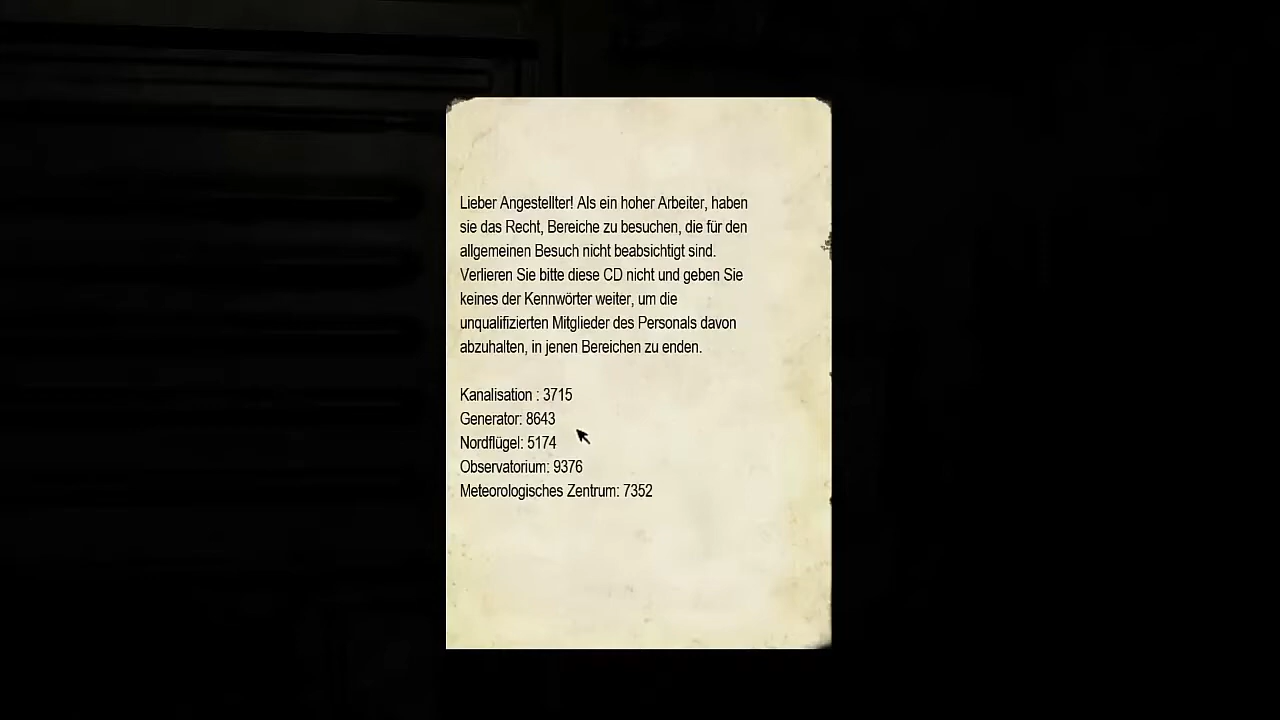 Lieber Angestellter! Als ein hoher Arbeiter, haben
sie das Recht, Bereiche zu besuchen, die für den
allgemeinen Besuch nicht beabsichtigt sind.
Verlieren Sie bitte diese CD nicht und geben Sie
keines der Kennwörter weiter, um die
unqualifizierten Mitglieder des Personals davon
abzuhalten, in jenen Bereichen zu enden.
Kanalisation : 3715
Generator: 8643
Nordflügel: 5174
Observatorium: 9376
Meteorologisches Zentrum: 7352